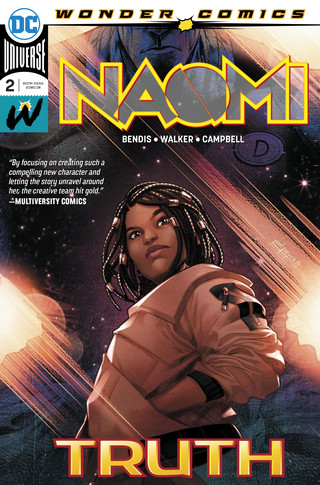 WONDER COMICS
DC
UNIVERSE
2
W
NAOMI
BENDIS • WALKER • CAMPBELL
D
"By focusing on creating such a
compelling new character and
letting the story unravel around
her, the creative team hit gold."
—MULTIVERSITY COMICS
TRUTH